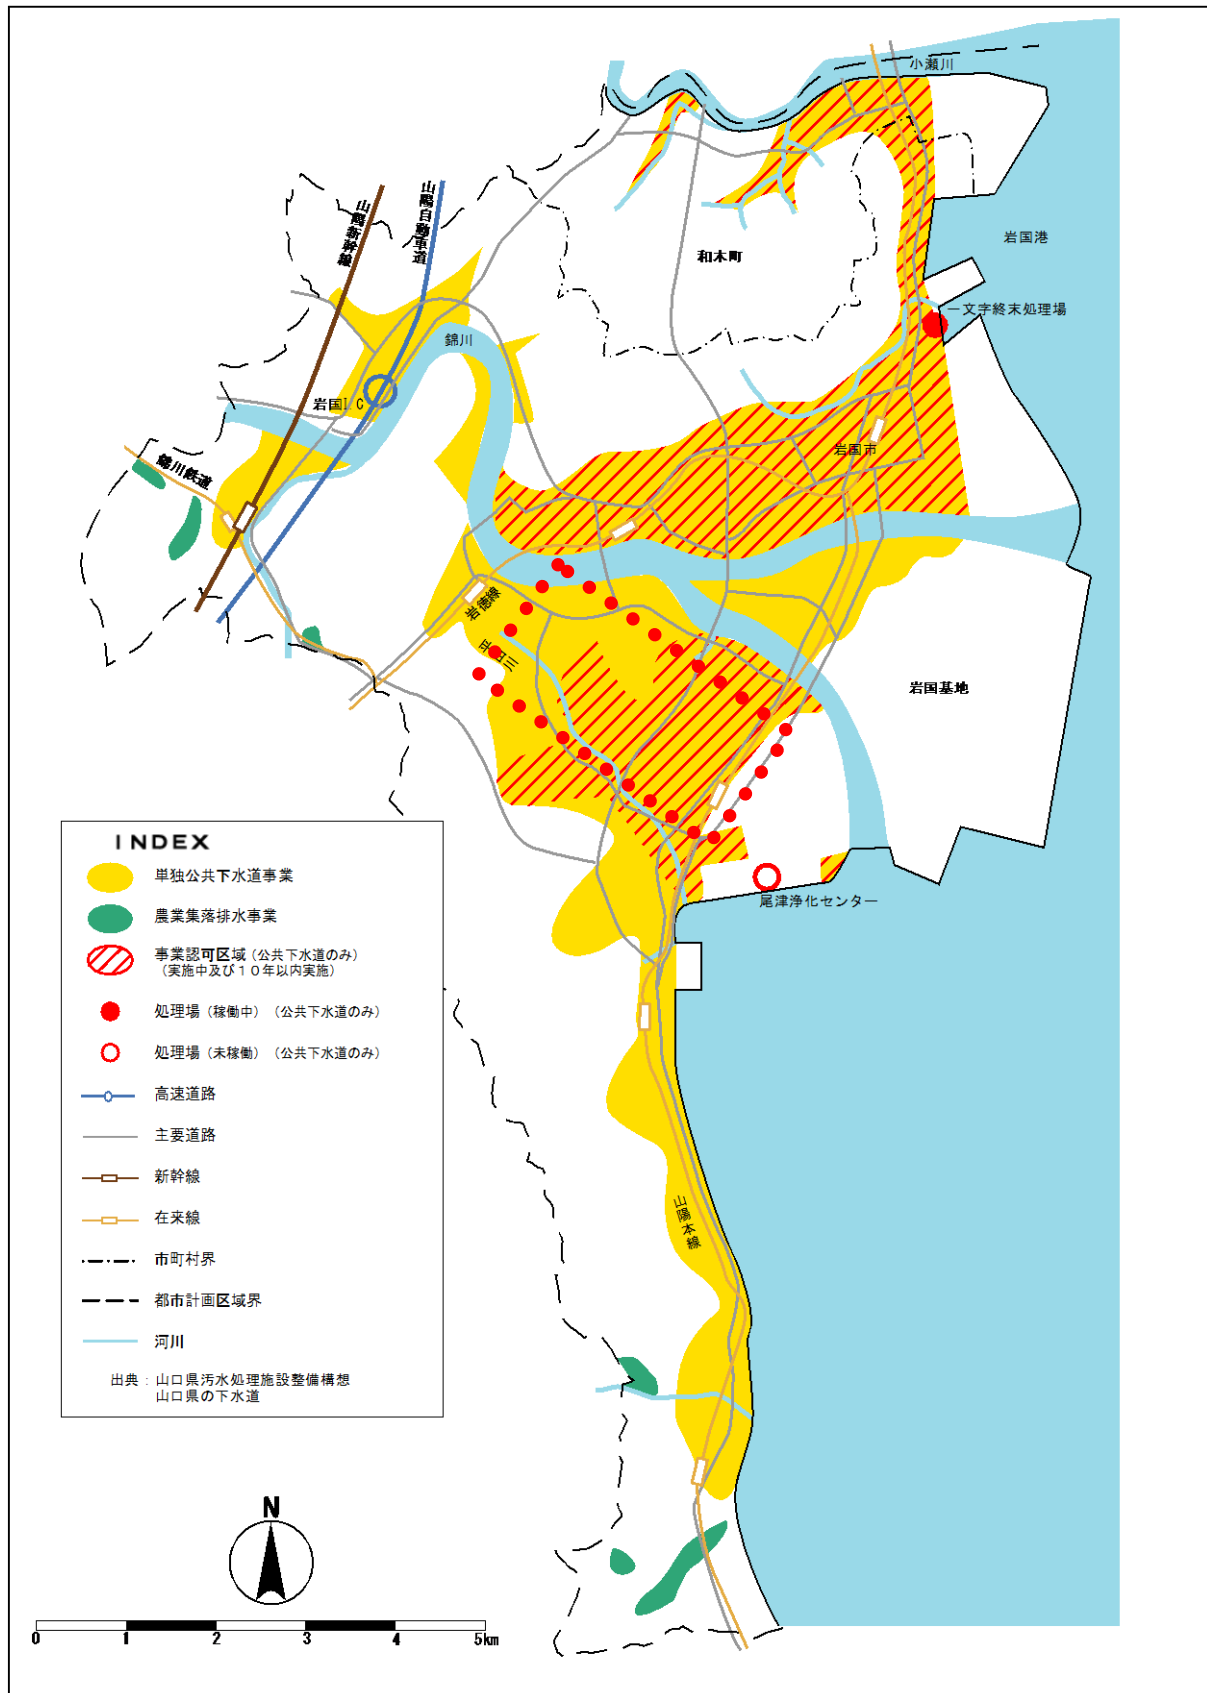 小瀬川
山陽自動車道
山陽新幹線
岩国港
和木町
一文字終末処理場
錦川
岩国I.C
岩国市
錦川鉄道
岩徳線
平田川
岩国基地
尾津浄化センター
山陽本線
INDEX
単独公共下水道事業
農業集落排水事業
事業認可区域（公共下水道のみ）
（実施中及び１０年以内実施）
処理場（稼働中）（公共下水道のみ）
処理場（未稼働）（公共下水道のみ）
高速道路
主要道路
新幹線
在来線
市町村界
都市計画区域界
河川
出典：山口県汚水処理施設整備構想
山口県の下水道
N
0 1 2 3 4 5km